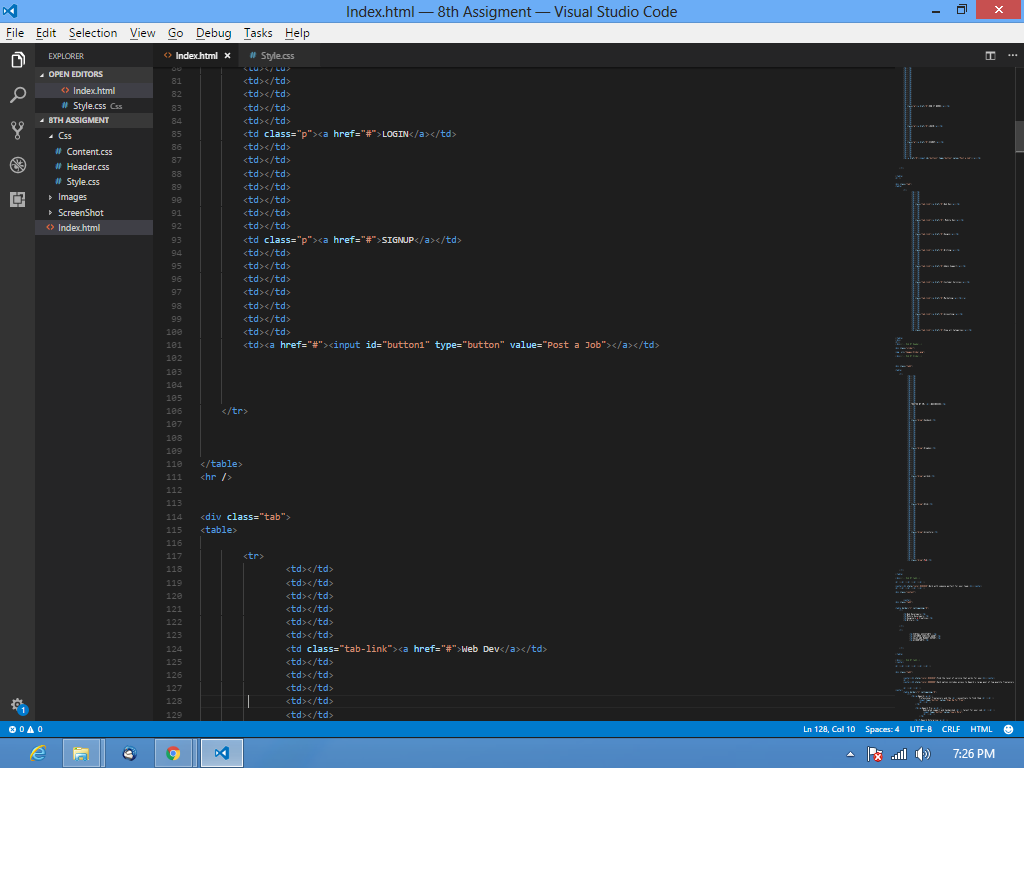 Index.html — 8th Assigment — Visual Studio Code
File Edit Selection View Go Debug Tasks Help
EXPLORER
OPEN EDITORS
Index.html
Style.css Css
8TH ASSIGMENT
Css
Content.css
Header.css
Style.css
Images
ScreenShot
Index.html
Index.html
Style.css
81 <td></td>
82 <td></td>
83 <td></td>
84 <td></td>
85 <td class="p"><a href="#">LOGIN</a></td>
86 <td></td>
87 <td></td>
88 <td></td>
89 <td></td>
90 <td></td>
91 <td></td>
92 <td></td>
93 <td class="p"><a href="#">SIGNUP</a></td>
94 <td></td>
95 <td></td>
96 <td></td>
97 <td></td>
98 <td></td>
99 <td></td>
100 <td></td>
101 <td><a href="#"><input id="button1" type="button" value="Post a Job"></a></td>
102
103
104
105
106 </tr>
107
108
109
110 </table>
111 <hr />
112
113
114 <div class="tab">
115 <table>
116
117 <tr>
118 <td></td>
119 <td></td>
120 <td></td>
121 <td></td>
122 <td></td>
123 <td></td>
124 <td class="tab-link"><a href="#">Web Dev</a></td>
125 <td></td>
126 <td></td>
127 <td></td>
128 <td></td>
129 <td></td>
1
0 0
Ln 128, Col 10 Spaces: 4 UTF-8 CRLF HTML
7:26 PM